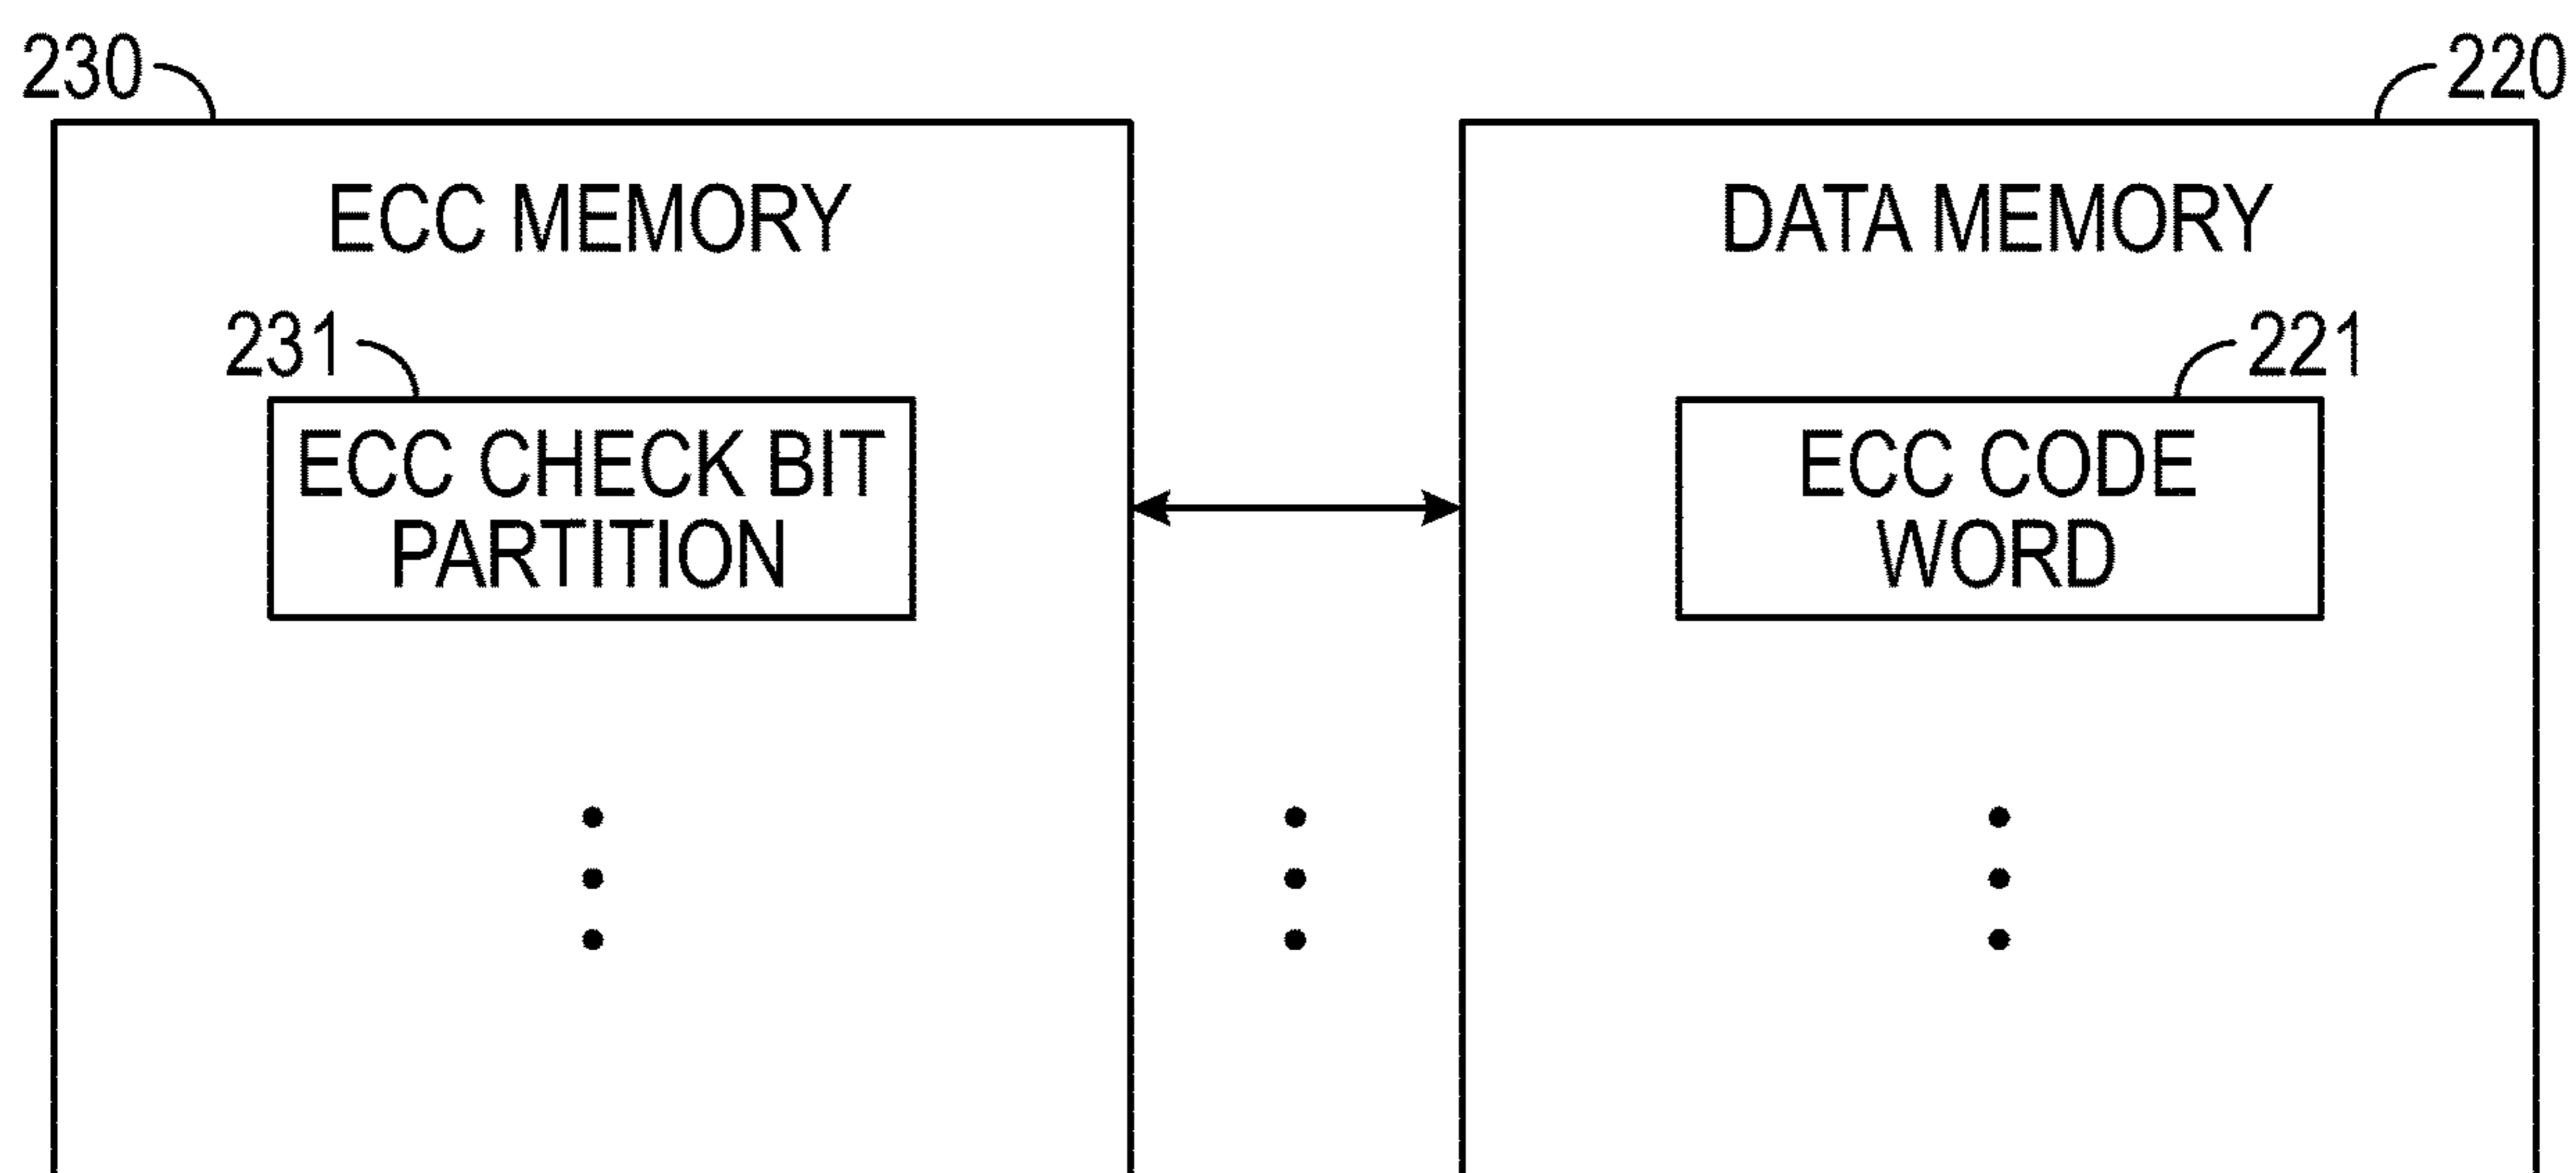 230
220
ECC MEMORY
DATA MEMORY
231
221
ECC CHECK BIT
PARTITION
ECC CODE
WORD